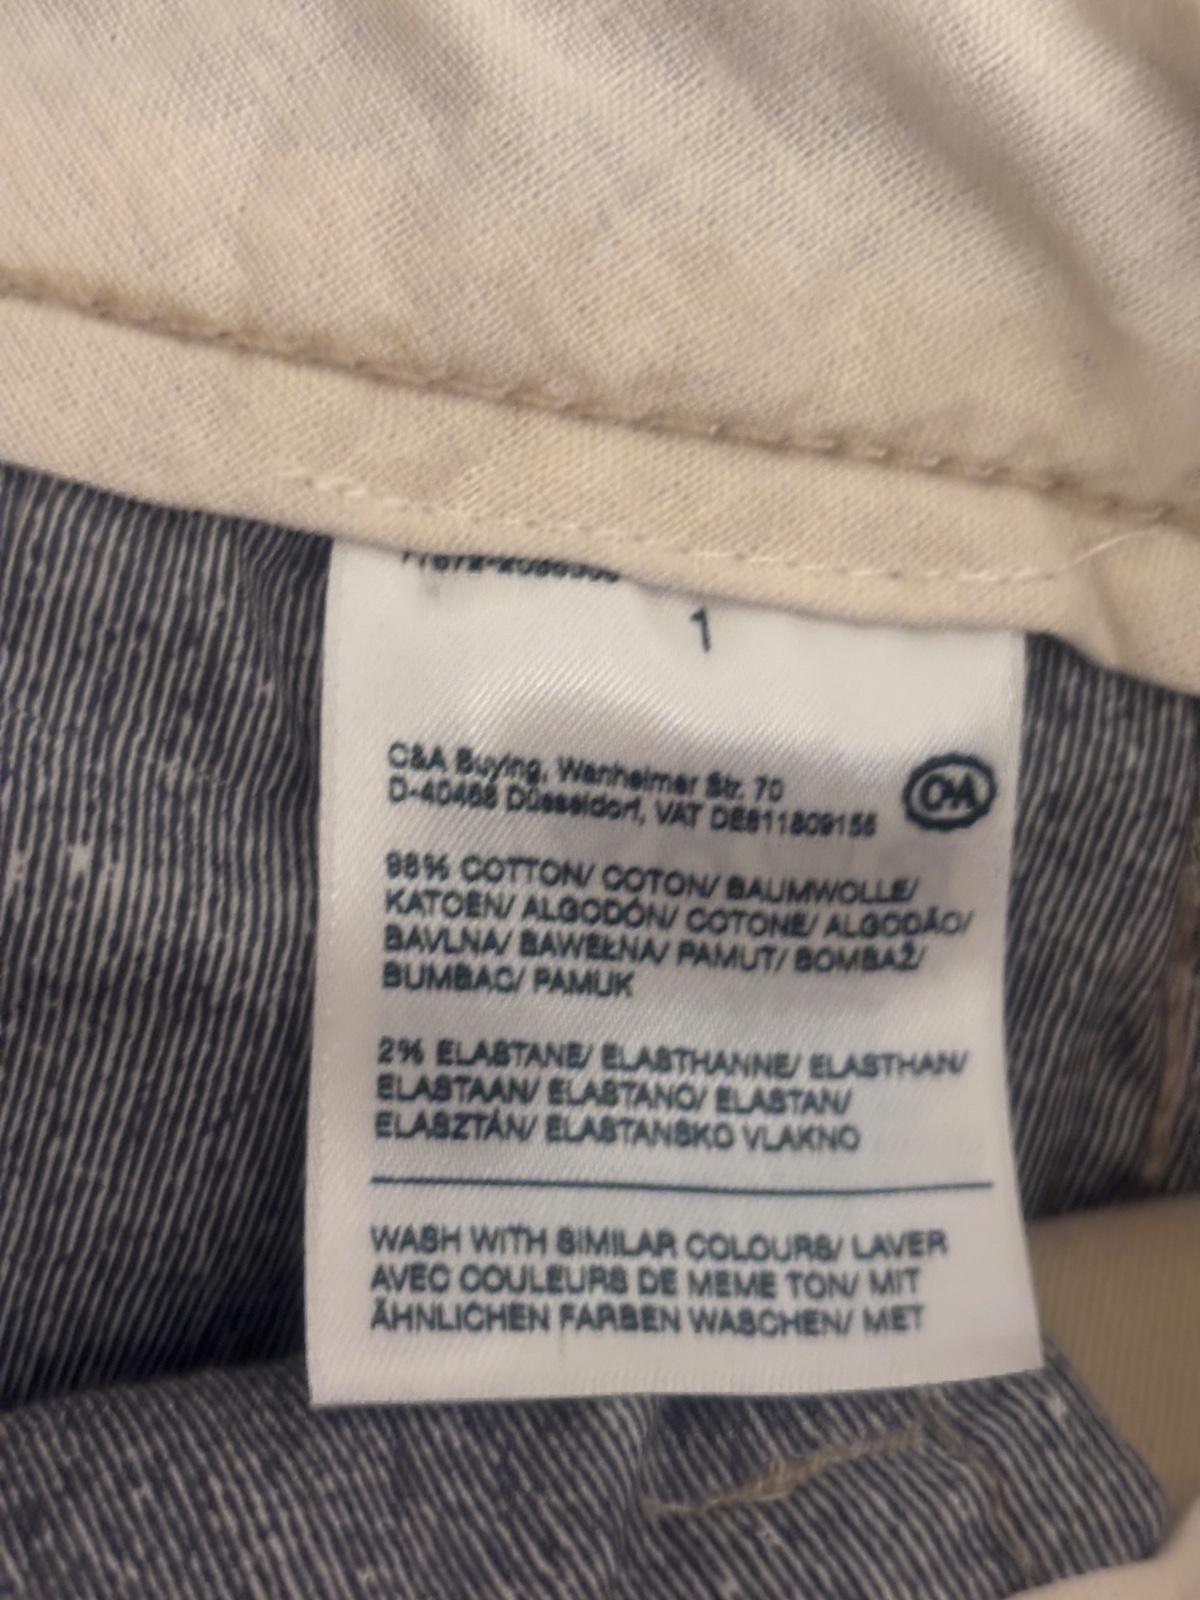 1
C&A Buying, Wanheimer Str. 70
D-40468 Düsseldorf, VAT DE811809155
C&A
98% COTTON/ COTON/ BAUMWOLLE/
KATOEN/ ALGODÓN/ COTONE/ ALGODÃO/
BAVLNA/ BAWEŁNA/ PAMUT/ BOMBAŽ/
BUMBAC/ PAMUK
2% ELASTANE/ ELASTHANNE/ ELASTHAN/
ELASTAAN/ ELASTANO/ ELASTAN/
ELASZTÁN/ ELASTANSKO VLAKNO
WASH WITH SIMILAR COLOURS/ LAVER
AVEC COULEURS DE MEME TON/ MIT
ÄHNLICHEN FARBEN WASCHEN/ MET